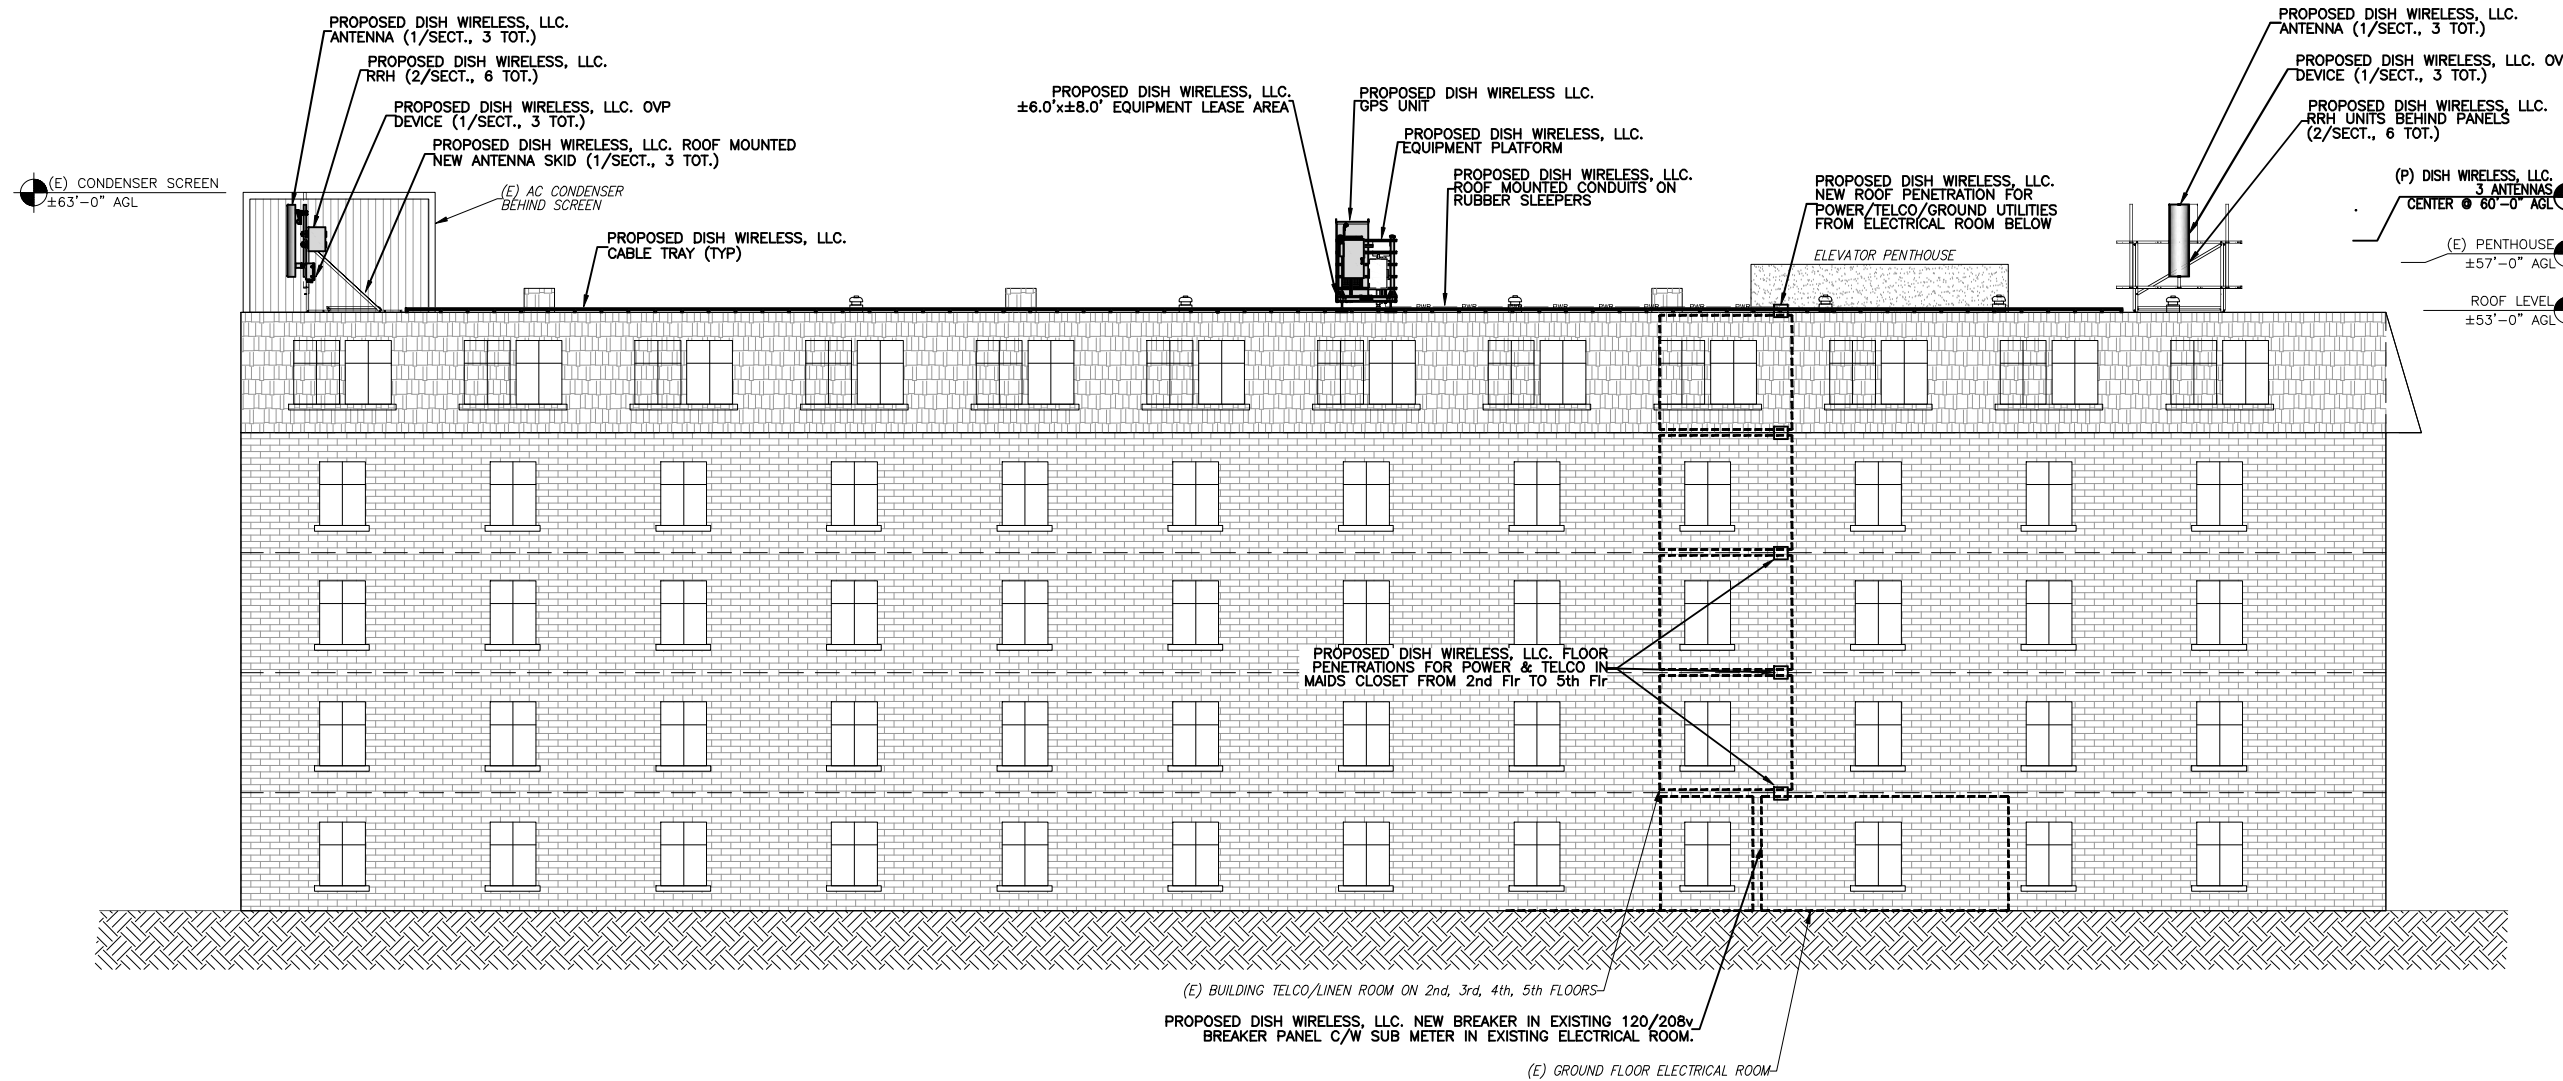 PROPOSED DISH WIRELESS, LLC.
ANTENNA (1/SECT., 3 TOT.)
PROPOSED DISH WIRELESS, LLC.
RRH (2/SECT., 6 TOT.)
PROPOSED DISH WIRELESS, LLC. OVP
DEVICE (1/SECT., 3 TOT.)
PROPOSED DISH WIRELESS, LLC. ROOF MOUNTED
NEW ANTENNA SKID (1/SECT., 3 TOT.)
(E) CONDENSER SCREEN
±63'-0" AGL
(E) AC CONDENSER
BEHIND SCREEN
PROPOSED DISH WIRELESS, LLC.
CABLE TRAY (TYP)
PROPOSED DISH WIRELESS, LLC.
±6.0'x±8.0' EQUIPMENT LEASE AREA
PROPOSED DISH WIRELESS LLC.
GPS UNIT
PROPOSED DISH WIRELESS, LLC.
EQUIPMENT PLATFORM
PROPOSED DISH WIRELESS, LLC.
ROOF MOUNTED CONDUITS ON
RUBBER SLEEPERS
PROPOSED DISH WIRELESS, LLC.
NEW ROOF PENETRATION FOR
POWER/TELCO/GROUND UTILITIES
FROM ELECTRICAL ROOM BELOW
ELEVATOR PENTHOUSE
PROPOSED DISH WIRELESS, LLC.
ANTENNA (1/SECT., 3 TOT.)
PROPOSED DISH WIRELESS, LLC. OV
DEVICE (1/SECT., 3 TOT.)
PROPOSED DISH WIRELESS, LLC.
RRH UNITS BEHIND PANELS
(2/SECT., 6 TOT.)
(P) DISH WIRELESS, LLC.
3 ANTENNAS
CENTER @ 60'-0" AGL
(E) PENTHOUSE
±57'-0" AGL
ROOF LEVEL
±53'-0" AGL
PROPOSED DISH WIRELESS, LLC. FLOOR
PENETRATIONS FOR POWER & TELCO IN
MAIDS CLOSET FROM 2nd Flr TO 5th Flr
(E) BUILDING TELCO/LINEN ROOM ON 2nd, 3rd, 4th, 5th FLOORS
PROPOSED DISH WIRELESS, LLC. NEW BREAKER IN EXISTING 120/208v
BREAKER PANEL C/W SUB METER IN EXISTING ELECTRICAL ROOM.
(E) GROUND FLOOR ELECTRICAL ROOM